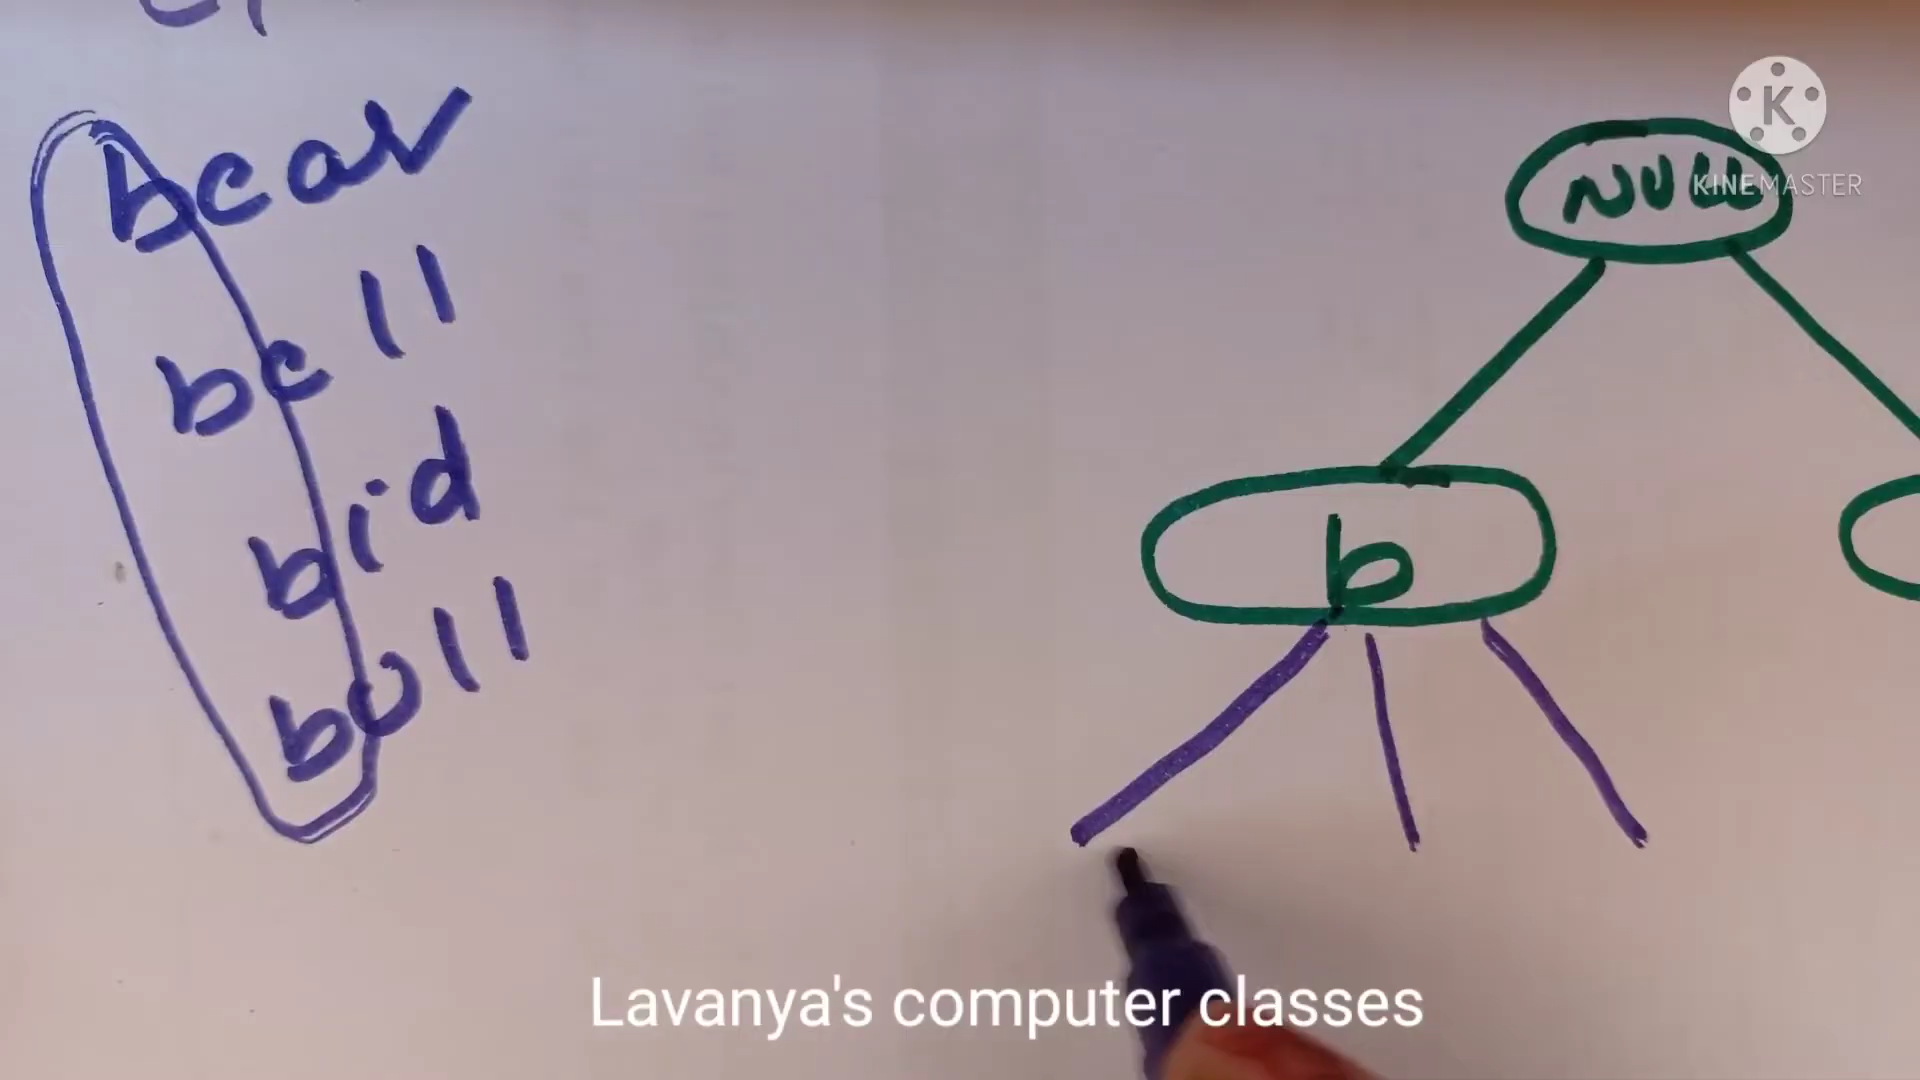 bear
bell
bid
bull
NULL
b
K
KINEMASTER
Lavanya's computer classes